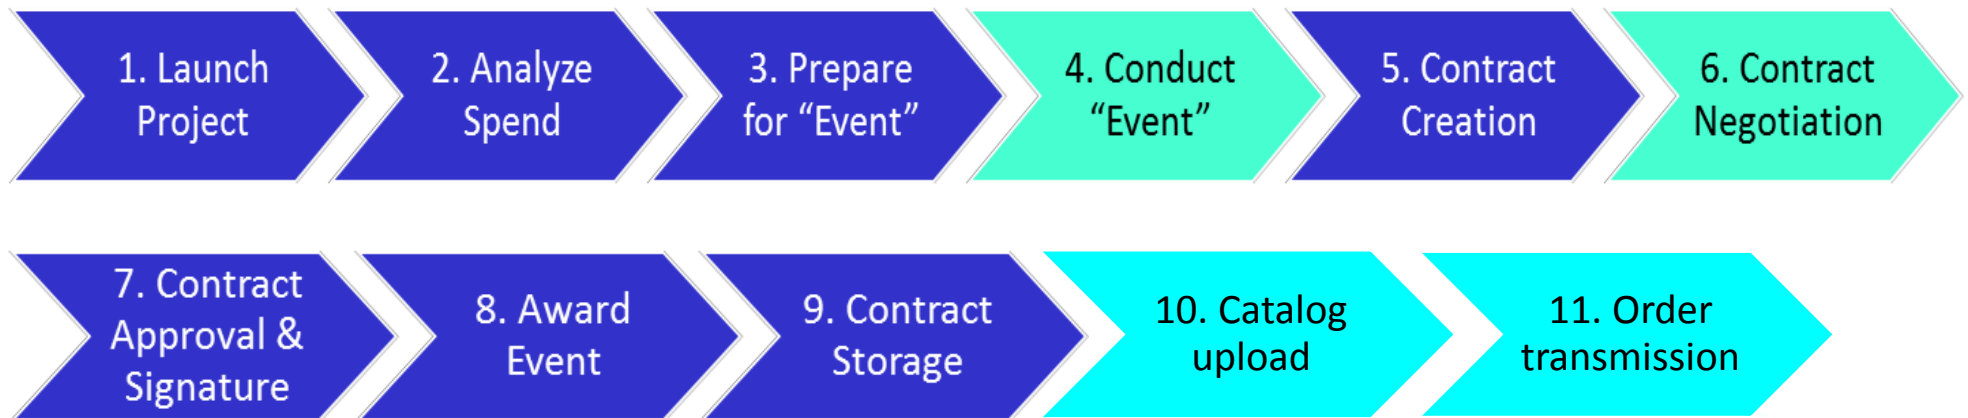 1. Launch
Project
2. Analyze
Spend
3. Prepare
for “Event”
4. Conduct
“Event”
5. Contract
Creation
6. Contract
Negotiation
7. Contract
Approval &
Signature
8. Award
Event
9. Contract
Storage
10. Catalog
upload
11. Order
transmission